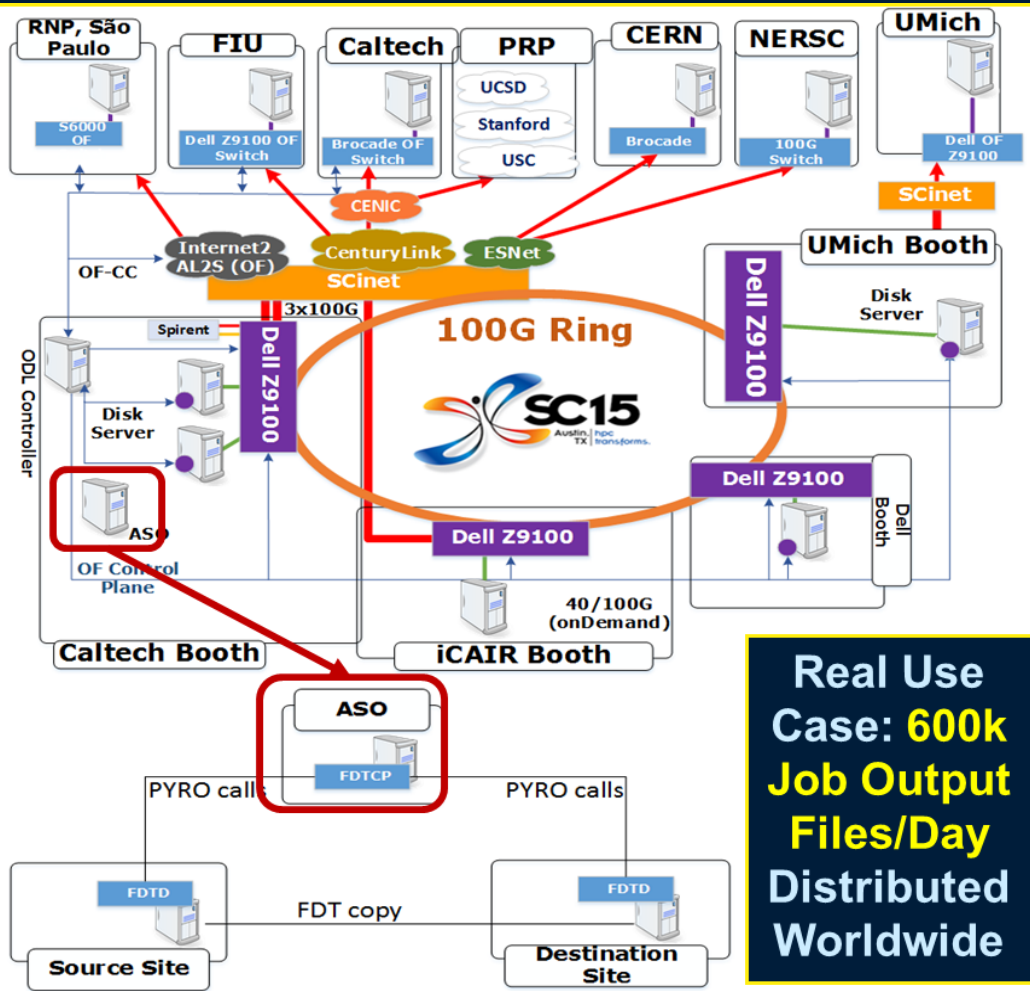 RNP, São
Paulo
FIU
Caltech
PRP
CERN
NERSC
UMich
S6000
OF
Dell Z9100 OF
Switch
Brocade OF
Switch
UCSD
Stanford
USC
Brocade
100G
Switch
Dell OF
Z9100
CENIC
SCinet
OF-CC
Internet2
AL2S (OF)
CenturyLink
ESNet
SCinet
UMich Booth
3x100G
Spirent
ODL Controller
Dell Z9100
Disk
Server
100G Ring
SC15
Austin,
TX
hpc
transforms.
Dell Z9100
Disk
Server
ASO
OF Control
Plane
Dell Z9100
Dell Z9100
Dell
Booth
40/100G
(onDemand)
Caltech Booth
iCAIR Booth
ASO
FDTCP
PYRO calls
PYRO calls
FDTD
FDTD
FDT copy
Source Site
Destination
Site
Real Use
Case: 600k
Job Output
Files/Day
Distributed
Worldwide